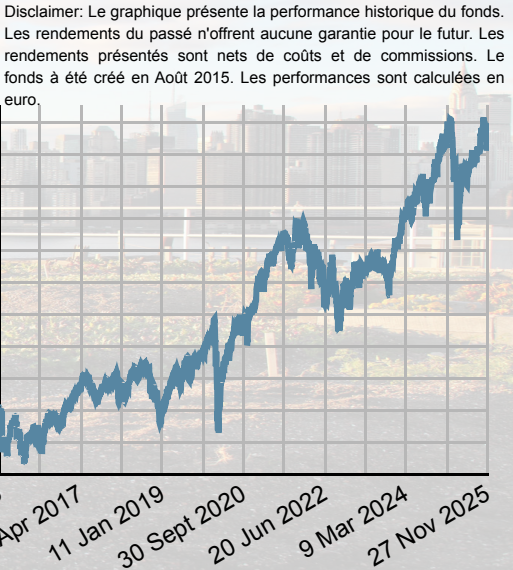 Disclaimer: Le graphique présente la performance historique du fonds.
Les rendements du passé n'offrent aucune garantie pour le futur. Les
rendements présentés sont nets de coûts et de commissions. Le
fonds à été créé en Août 2015. Les performances sont calculées en
euro.
Apr 2017
11 Jan 2019
30 Sept 2020
20 Jun 2022
9 Mar 2024
27 Nov 2025